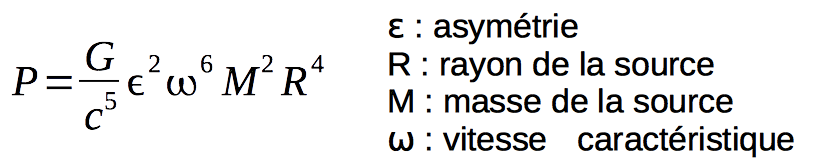 P = G/c⁵ ϵ² ω⁶ M² R⁴
ε : asymétrie
R : rayon de la source
M : masse de la source
ω : vitesse caractéristique